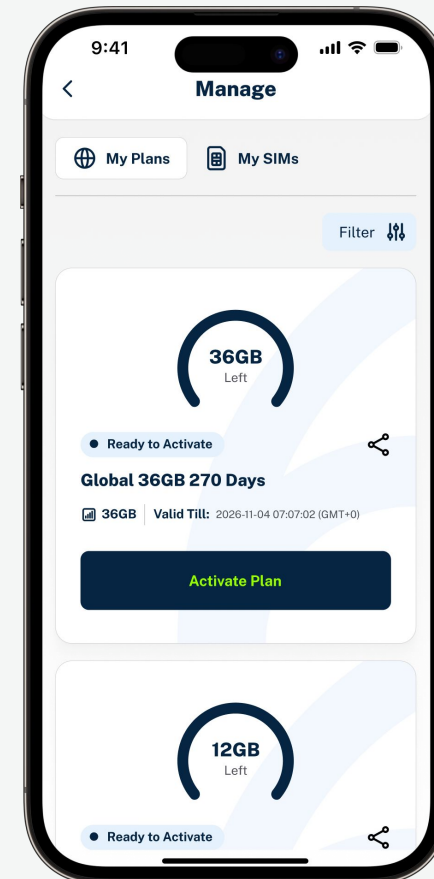 9:41
Manage
My Plans
My SIMs
Filter
36GB
Left
Ready to Activate
Global 36GB 270 Days
36GB Valid Till: 2026-11-04 07:07:02 (GMT+0)
Activate Plan
12GB
Left
Ready to Activate